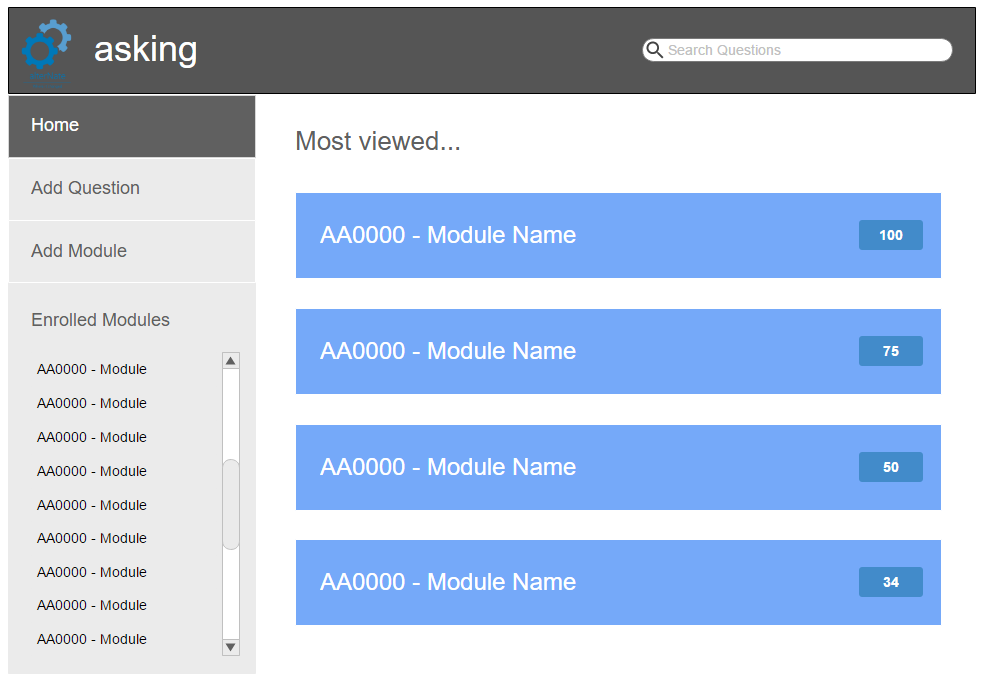 asking
Search Questions
Home
Add Question
Add Module
Enrolled Modules
AA0000 - Module
AA0000 - Module
AA0000 - Module
AA0000 - Module
AA0000 - Module
AA0000 - Module
AA0000 - Module
AA0000 - Module
AA0000 - Module
Most viewed...
AA0000 - Module Name 100
AA0000 - Module Name 75
AA0000 - Module Name 50
AA0000 - Module Name 34